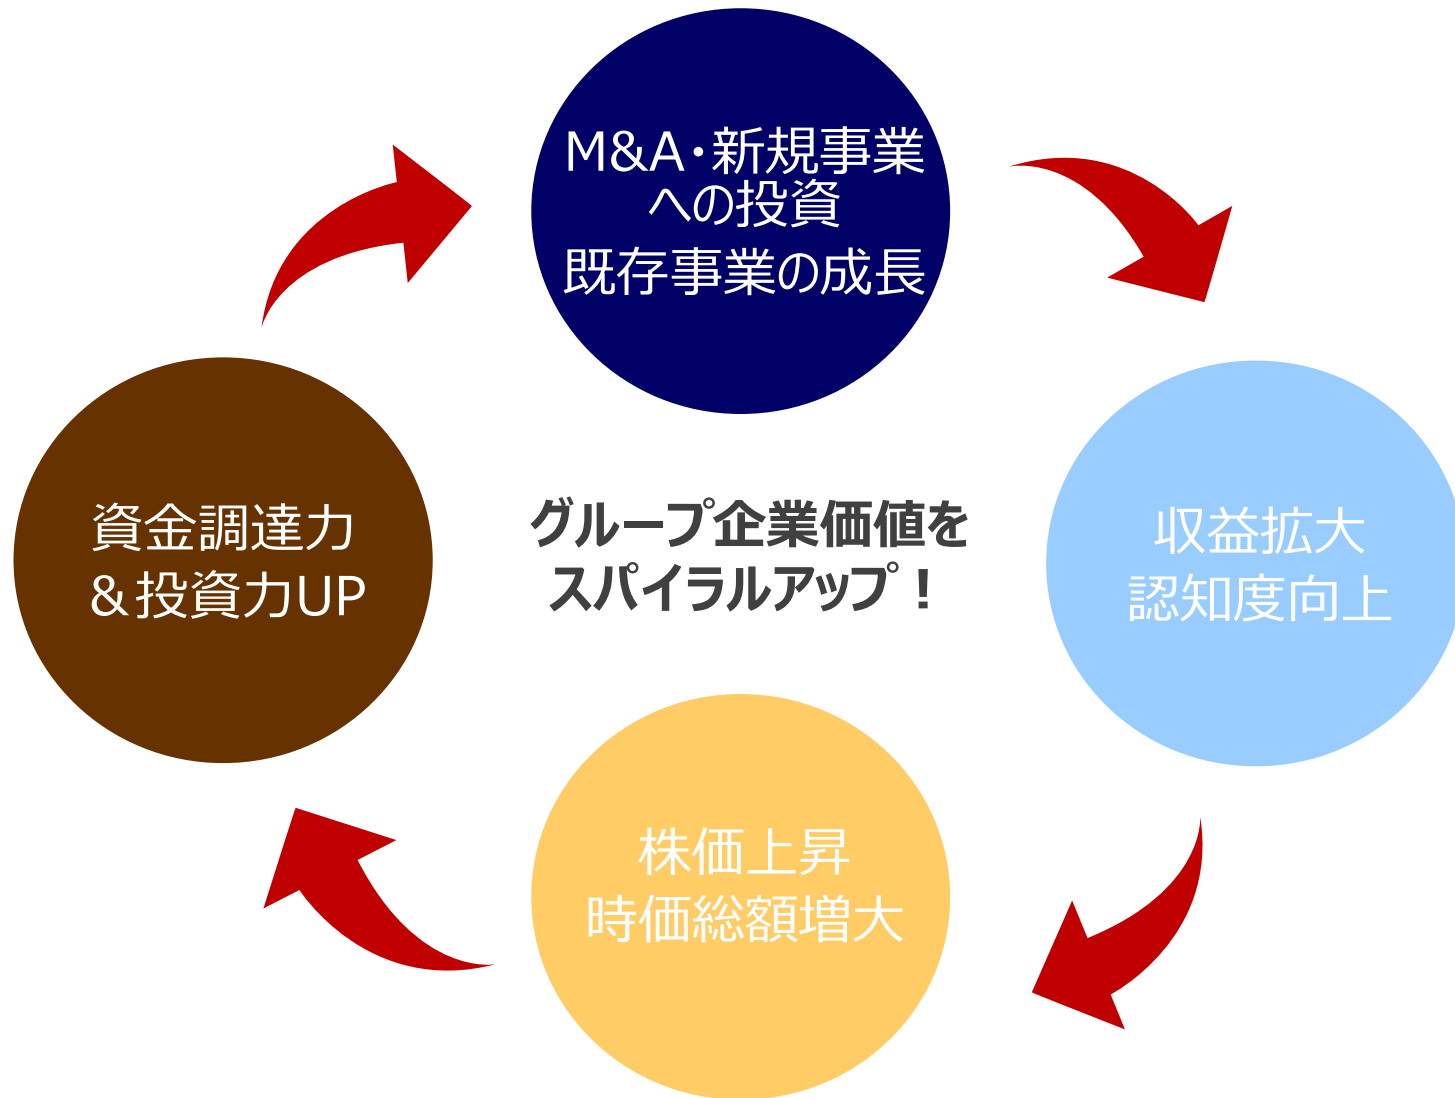 M&A・新規事業
への投資
既存事業の成長
収益拡大
認知度向上
株価上昇
時価総額増大
資金調達力
＆投資力UP
グループ企業価値を
スパイラルアップ！